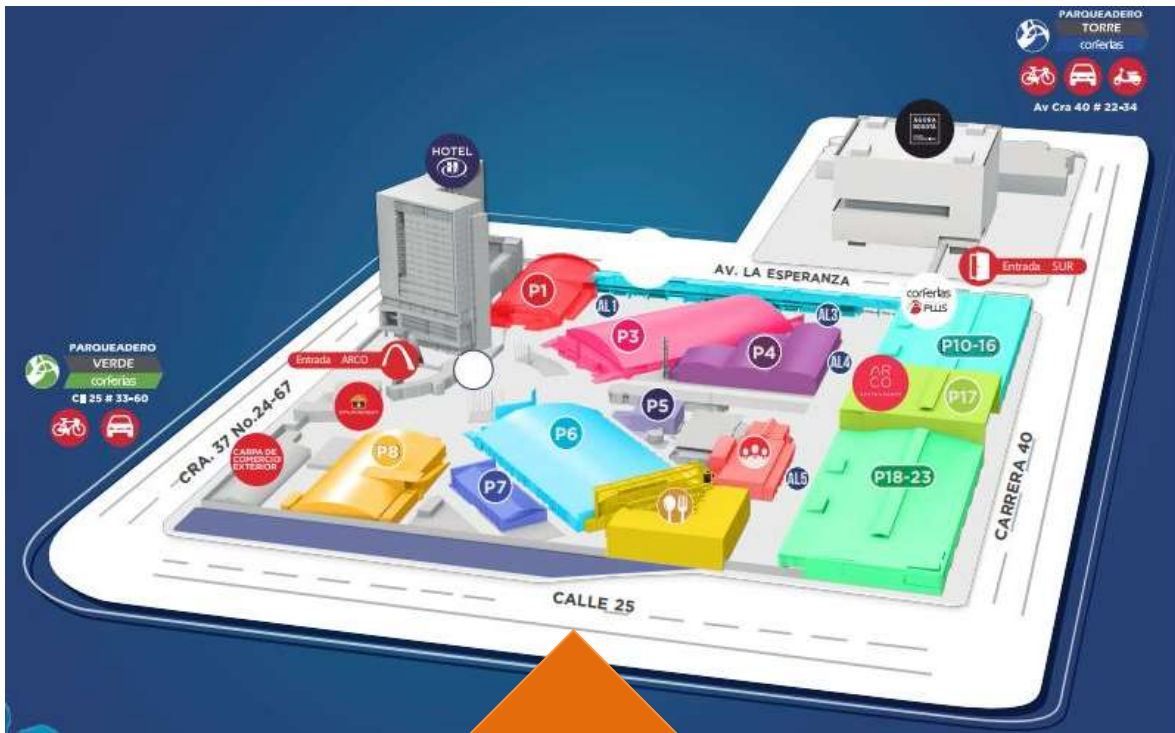 PARQUEADERO
TORRE
corferias
Av Cra 40 # 22-34
ÁGORA
BOGOTÁ
HOTEL
H
AV. LA ESPERANZA
Entrada SUR
P1
AL1
corferias
PLUS
P3
AL3
P10-16
Entrada ARCO
P4
AL4
PARQUEADERO
VERDE
corferias
Cll 25 # 33-60
ARCO
P17
CRA. 37 No.24-67
P5
P6
CARPA DE
COMERCIO
EXTERIOR
P8
P18-23
P7
AL5
CARRERA 40
CALLE 25